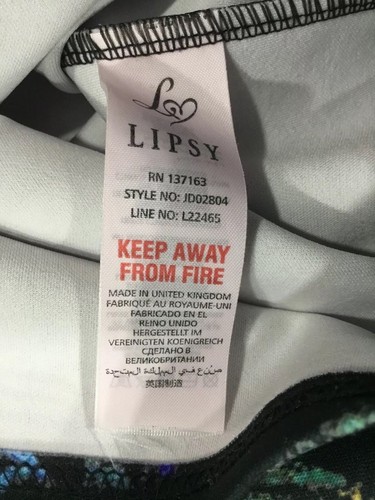 LIPSY
RN 137163
STYLE NO: JD02804
LINE NO: L22465
KEEP AWAY
FROM FIRE
MADE IN UNITED KINGDOM
FABRIQUÉ AU ROYAUME-UNI
FABRICADO EN EL
REINO UNIDO
HERGESTELLT IM
VEREINIGTEN KOENIGREICH
СДЕЛАНО В
ВЕЛИКОБРИТАНИИ
صنع في المملكة المتحدة
英国制造